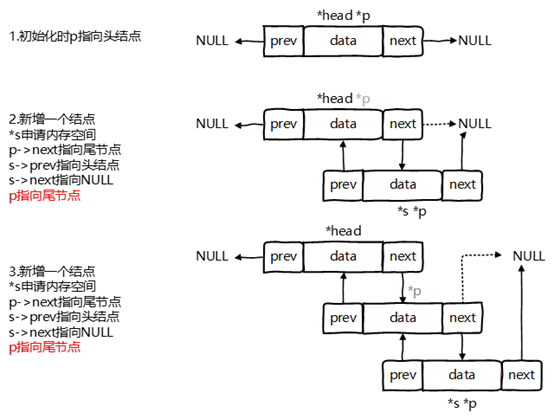 *head *p
1.初始化时p指向头结点
NULL
prev
data
next
NULL
2.新增一个结点
*s申请内存空间
p->next指向尾节点
s->prev指向头结点
s->next指向NULL
p指向尾节点
*head *p
NULL
prev
data
next
NULL
prev
data
next
*s *p
3.新增一个结点
*s申请内存空间
p->next指向尾节点
s->prev指向头结点
s->next指向NULL
p指向尾节点
*head
NULL
prev
data
next
NULL
*p
prev
data
next
prev
data
next
*s *p